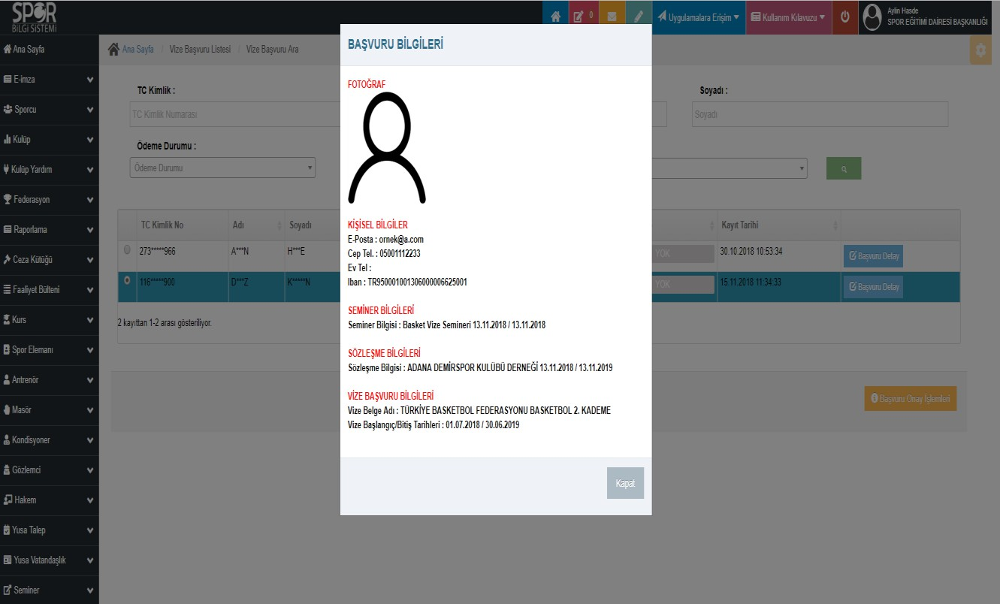 SPOR
BİLGİ SİSTEMİ
0
Uygulamalara Erişim
Kullanım Kılavuzu
Aylin Hasde
SPOR EĞİTİMİ DAİRESİ BAŞKANLIĞI
Ana Sayfa
E-imza
Sporcu
Kulüp
Kulüp Yardım
Federasyon
Raporlama
Ceza Kütüğü
Faaliyet Bülteni
Kurs
Spor Elemanı
Antrenör
Masör
Kondisyoner
Gözlemci
Hakem
Yusa Talep
Yusa Vatandaşlık
Seminer
Ana Sayfa / Vize Başvuru Listesi / Vize Başvuru Ara
TC Kimlik :
TC Kimlik Numarası
Soyadı :
Soyadı
Ödeme Durumu :
Ödeme Durumu
TC Kimlik No Adı Soyadı Kayıt Tarihi
273*****966 A***N H***E YOK 30.10.2018 10:53:34 Başvuru Detay
116*****900 D***Z K*****N YOK 15.11.2018 11:34:33 Başvuru Detay
2 kayıttan 1-2 arası gösteriliyor.
Başvuru Onay İşlemleri
BAŞVURU BİLGİLERİ
FOTOĞRAF
KİŞİSEL BİLGİLER
E-Posta : ornek@a.com
Cep Tel. : 05001112233
Ev Tel :
Iban : TR950001001306000006625001
SEMİNER BİLGİLERİ
Seminer Bilgisi : Basket Vize Semineri 13.11.2018 / 13.11.2018
SÖZLEŞME BİLGİLERİ
Sözleşme Bilgisi : ADANA DEMİRSPOR KULÜBÜ DERNEĞİ 13.11.2018 / 13.11.2019
VİZE BAŞVURU BİLGİLERİ
Vize Belge Adı : TÜRKİYE BASKETBOL FEDERASYONU BASKETBOL 2. KADEME
Vize Başlangıç/Bitiş Tarihleri : 01.07.2018 / 30.06.2019
Kapat